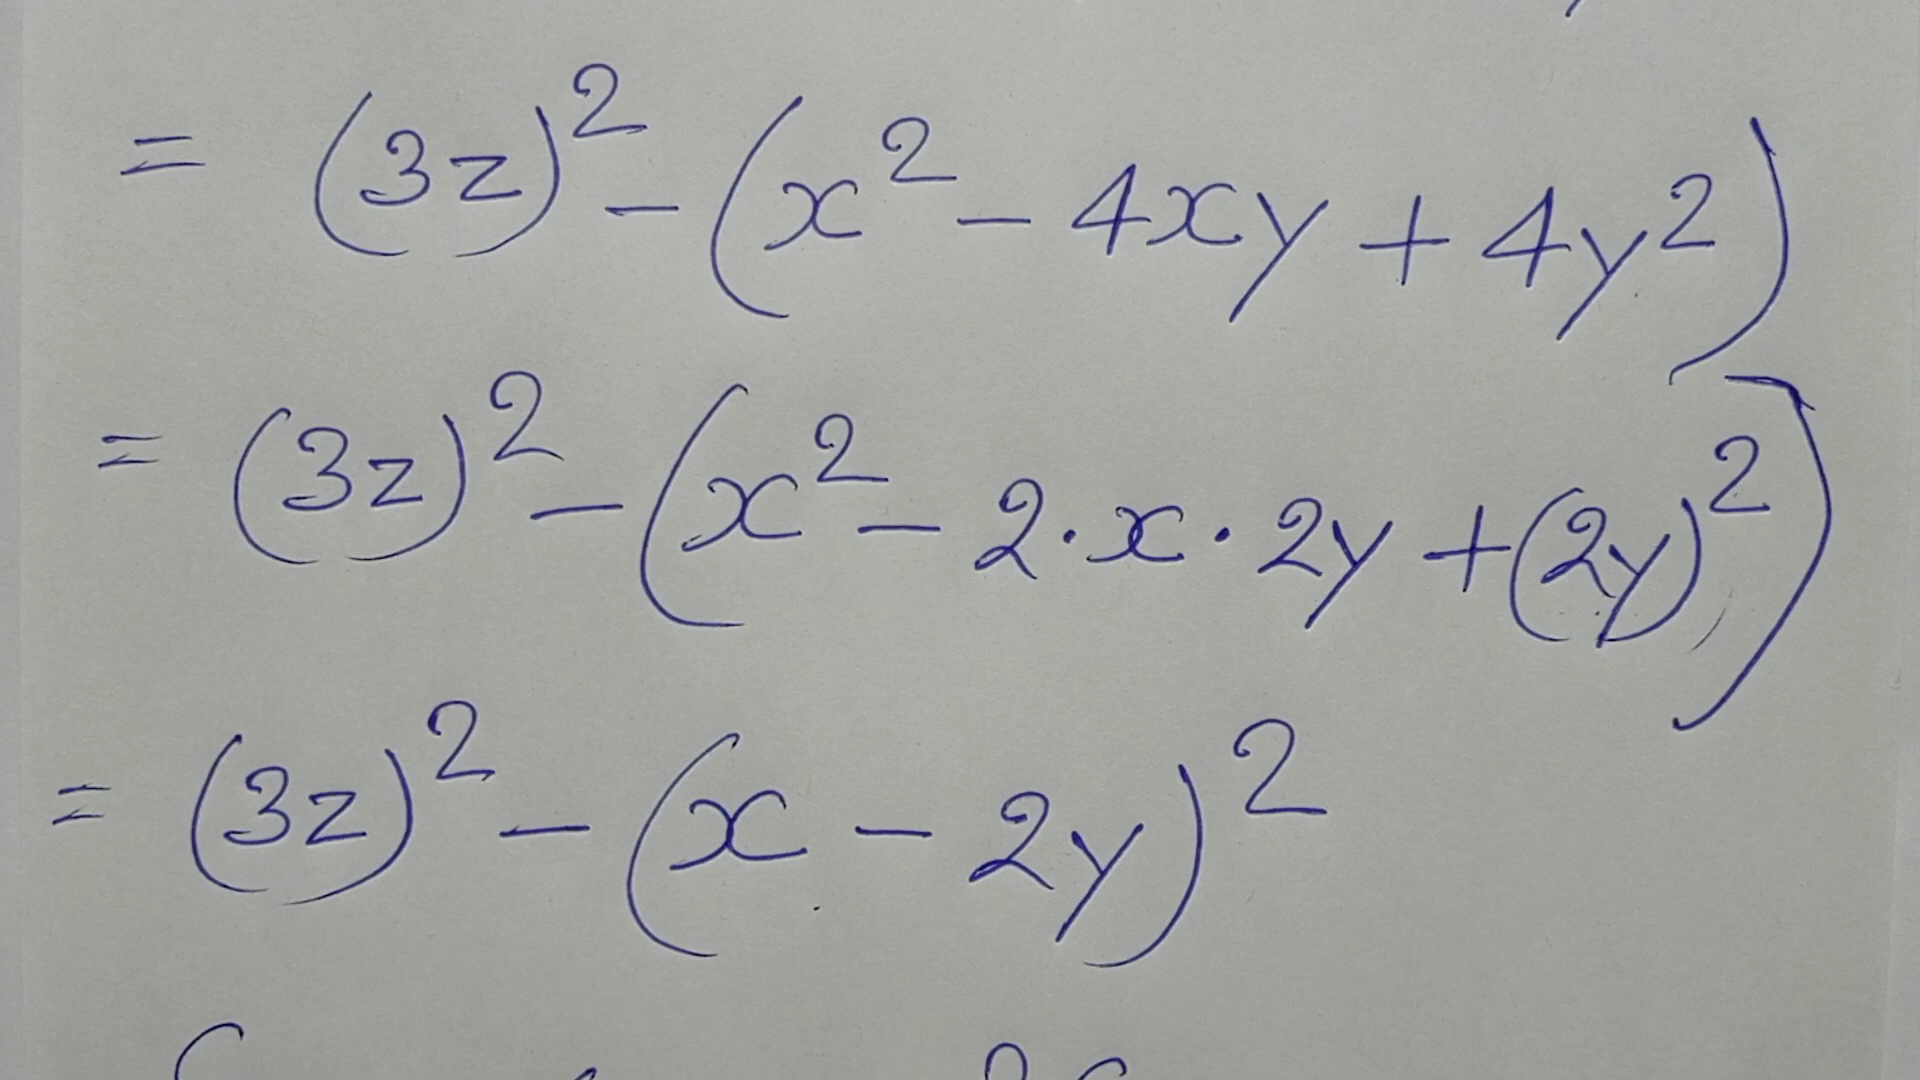 = (3z)² - (x² - 4xy + 4y²)
= (3z)² - (x² - 2·x·2y + (2y)²)
= (3z)² - (x - 2y)²